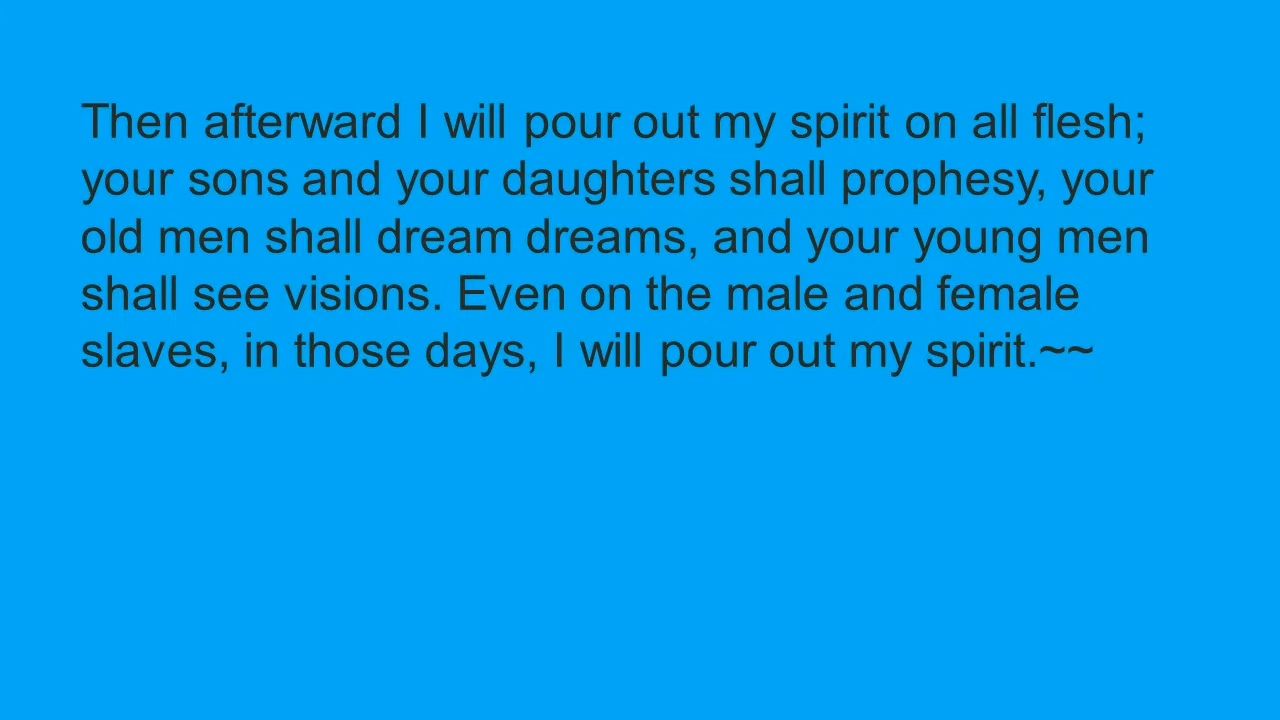 Then afterward I will pour out my spirit on all flesh;
your sons and your daughters shall prophesy, your
old men shall dream dreams, and your young men
shall see visions. Even on the male and female
slaves, in those days, I will pour out my spirit.~~